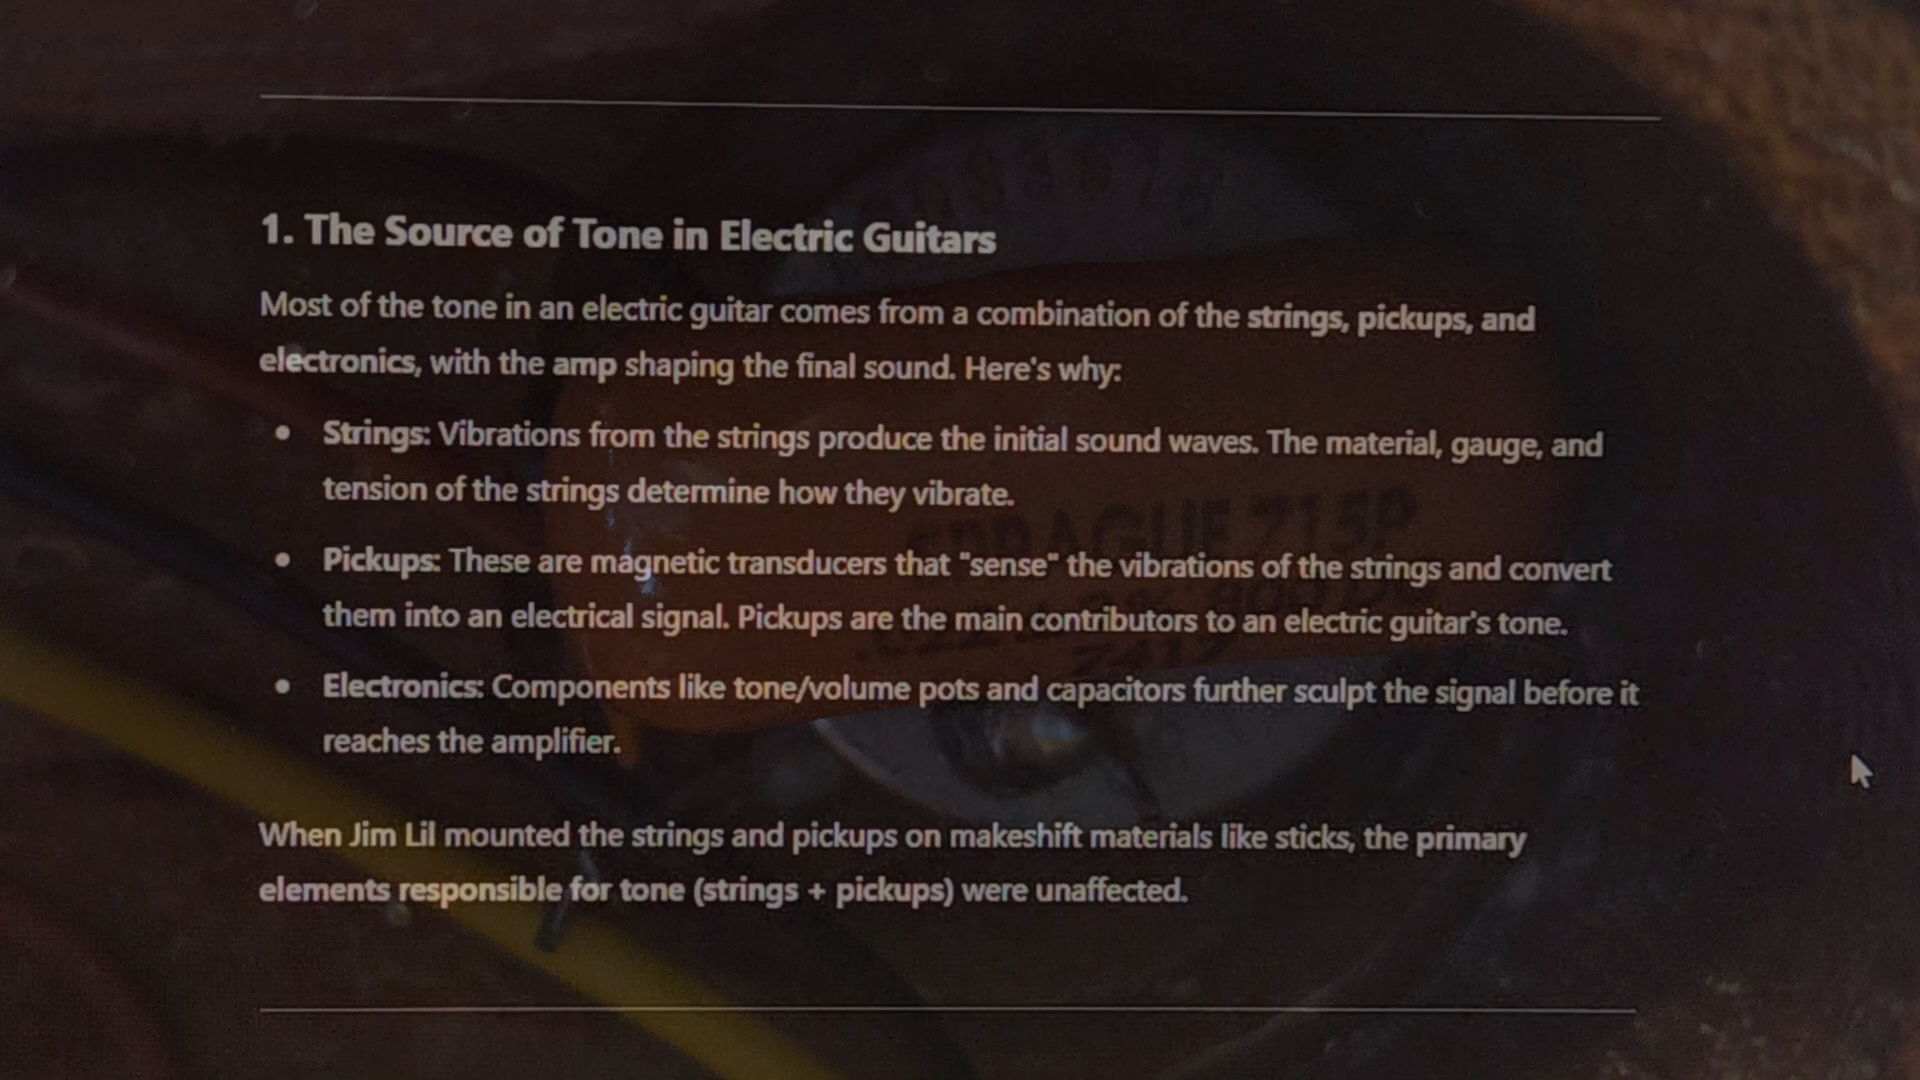 1. The Source of Tone in Electric Guitars
Most of the tone in an electric guitar comes from a combination of the strings, pickups, and
electronics, with the amp shaping the final sound. Here's why:
• Strings: Vibrations from the strings produce the initial sound waves. The material, gauge, and
tension of the strings determine how they vibrate.
SPRAGUE 715P
• Pickups: These are magnetic transducers that "sense" the vibrations of the strings and convert
them into an electrical signal. Pickups are the main contributors to an electric guitar's tone.
• Electronics: Components like tone/volume pots and capacitors further sculpt the signal before it
reaches the amplifier.
When Jim Lil mounted the strings and pickups on makeshift materials like sticks, the primary
elements responsible for tone (strings + pickups) were unaffected.